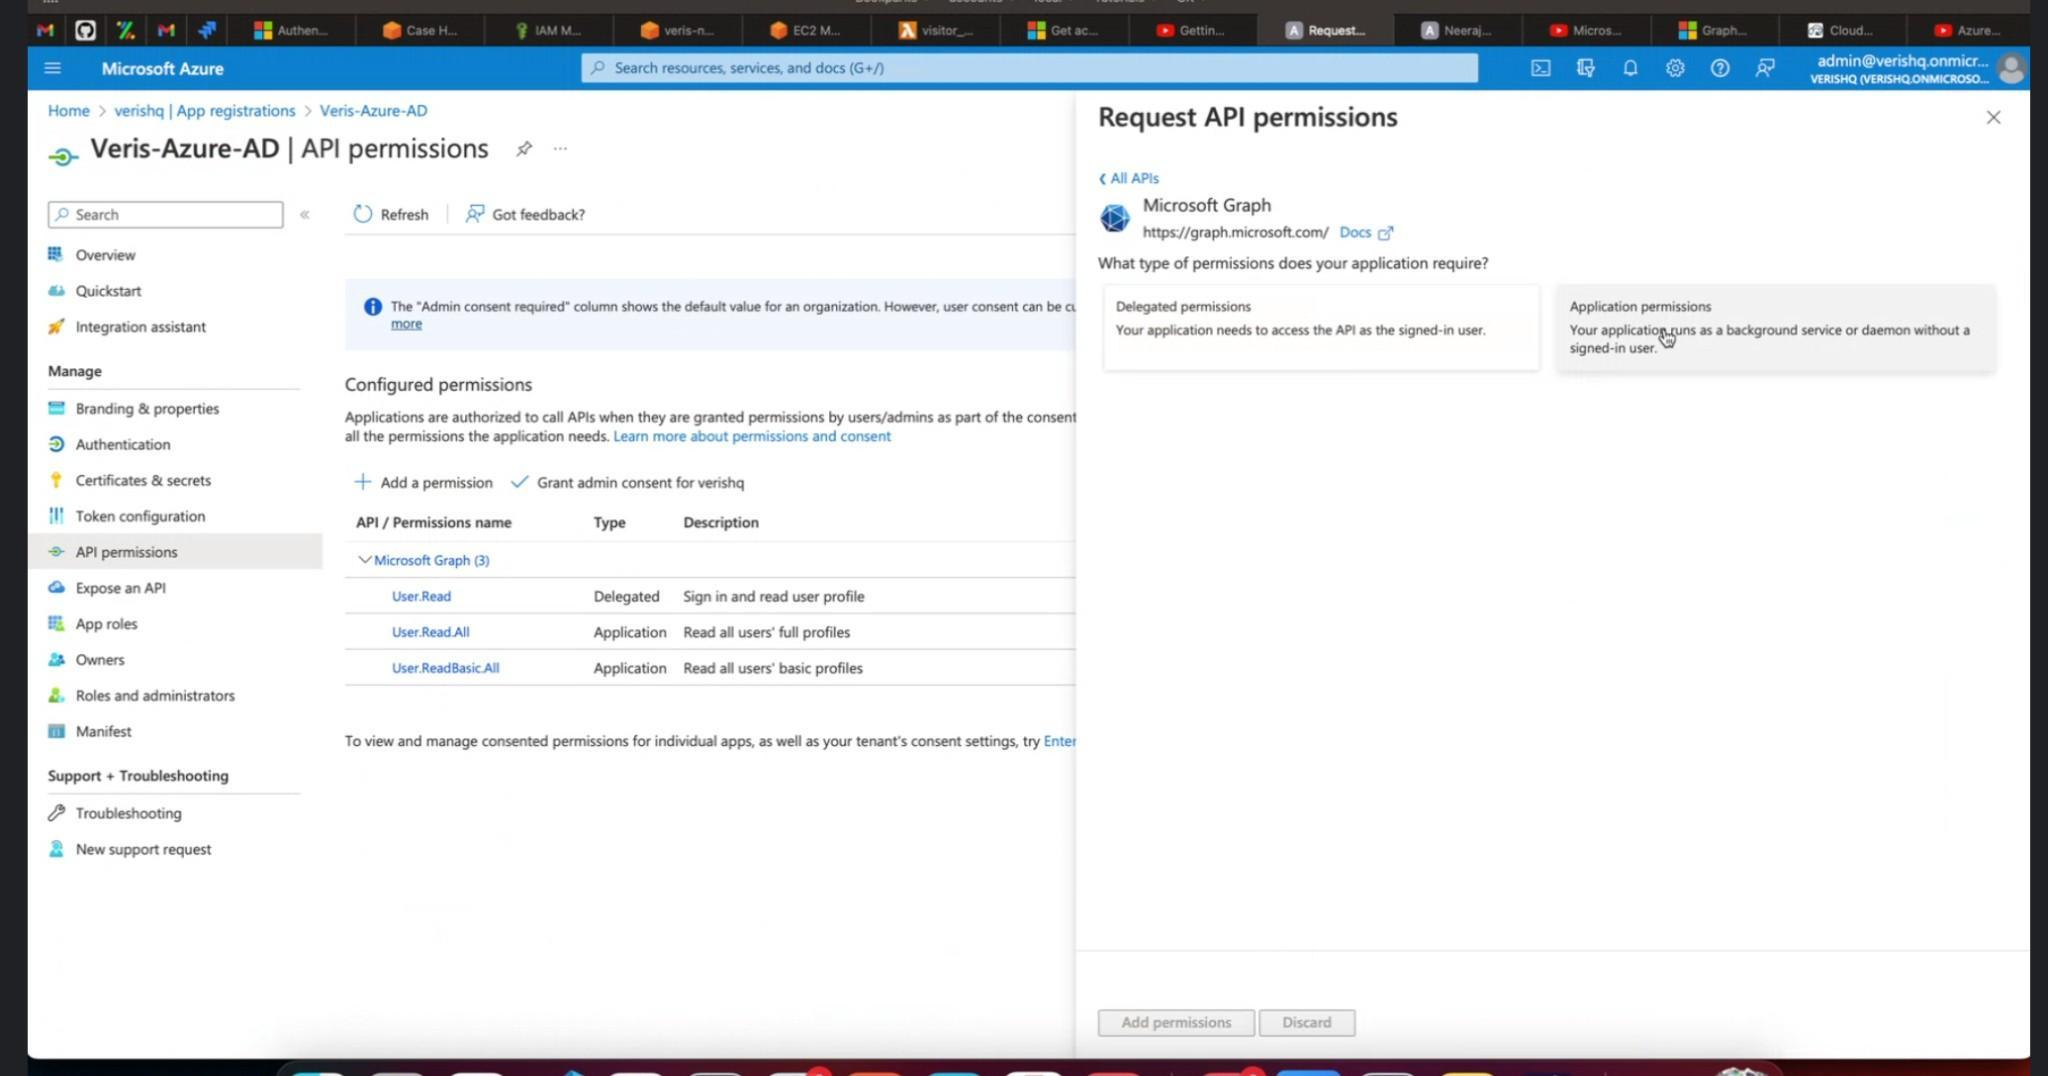 Authen...
Case H...
IAM M...
veris-n...
EC2 M...
visitor_...
Get ac...
Gettin...
Request...
Neeraj...
Micros...
Graph...
Cloud...
Azure...
Microsoft Azure
Search resources, services, and docs (G+/)
admin@verishq.onmicr...
VERISHQ (VERISHQ.ONMICROSO...
Home > verishq | App registrations > Veris-Azure-AD
Veris-Azure-AD | API permissions
Search
Overview
Quickstart
Integration assistant
Manage
Branding & properties
Authentication
Certificates & secrets
Token configuration
API permissions
Expose an API
App roles
Owners
Roles and administrators
Manifest
Support + Troubleshooting
Troubleshooting
New support request
Refresh
Got feedback?
The "Admin consent required" column shows the default value for an organization. However, user consent can be cu
more
Configured permissions
Applications are authorized to call APIs when they are granted permissions by users/admins as part of the consent
all the permissions the application needs. Learn more about permissions and consent
Add a permission
Grant admin consent for verishq
API / Permissions name Type Description
Microsoft Graph (3)
User.Read Delegated Sign in and read user profile
User.Read.All Application Read all users' full profiles
User.ReadBasic.All Application Read all users' basic profiles
To view and manage consented permissions for individual apps, as well as your tenant's consent settings, try Enter
Request API permissions
All APIs
Microsoft Graph
https://graph.microsoft.com/ Docs
What type of permissions does your application require?
Delegated permissions
Your application needs to access the API as the signed-in user.
Application permissions
Your application runs as a background service or daemon without a
signed-in user.
Add permissions
Discard